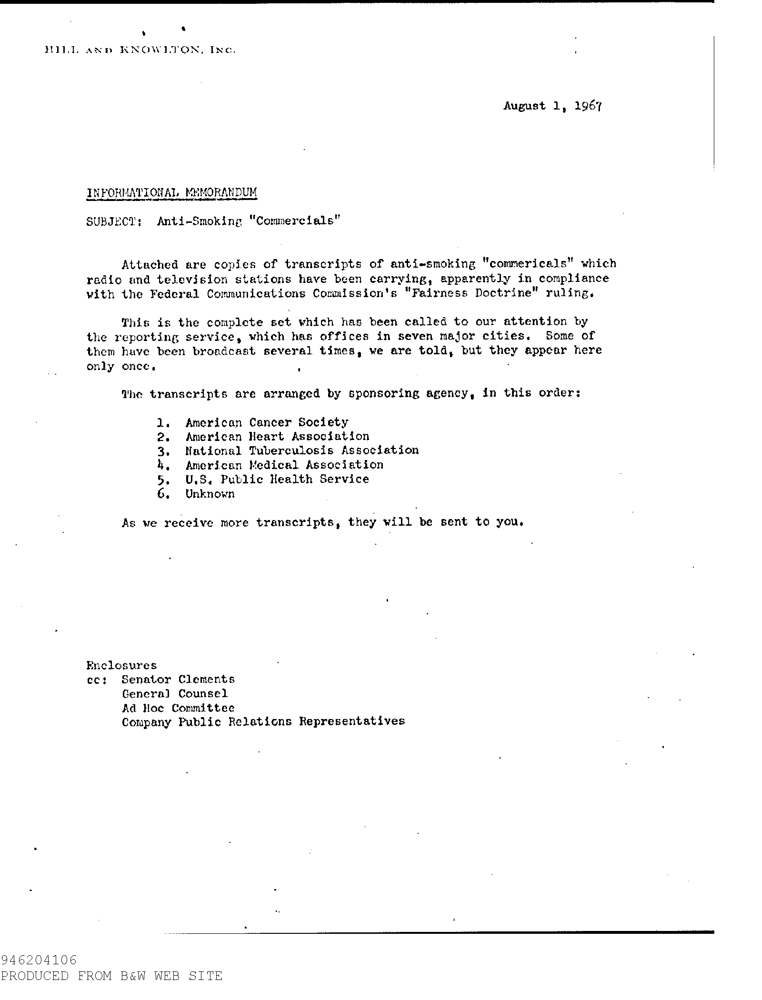 HILL AND KNOWLTON, INC.
August 1, 1967
INFORMATIONAL MEMORANDUM
SUBJECT: Anti-Smoking "Commercials"
Attached are copies of transcripts of anti-smoking "commericals" which
radio and television stations have been carrying, apparently in compliance
with the Federal Communications Commission's "Fairness Doctrine" ruling.
This is the complete set which has been called to our attention by
the reporting service, which has offices in seven major cities. Some of
them have been broadcast several times, we are told, but they appear here
only once.
The transcripts are arranged by sponsoring agency, in this order:
1. American Cancer Society
2. American Heart Association
3. National Tuberculosis Association
4. American Medical Association
5. U.S. Public Health Service
6. Unknown
As we receive more transcripts, they will be sent to you.
Enclosures
cc: Senator Clements
General Counsel
Ad Hoc Committee
Company Public Relations Representatives
946204106
PRODUCED FROM B&W WEB SITE